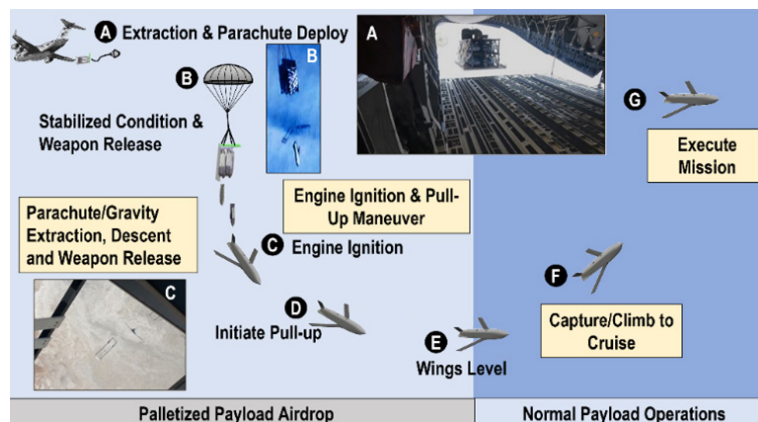 A Extraction & Parachute Deploy
A
B
B
Stabilized Condition &
Weapon Release
G
Execute
Mission
Engine Ignition & Pull-
Up Maneuver
Parachute/Gravity
Extraction, Descent
and Weapon Release
C Engine Ignition
C
F
D
Initiate Pull-up
Capture/Climb to
Cruise
E
Wings Level
Palletized Payload Airdrop
Normal Payload Operations